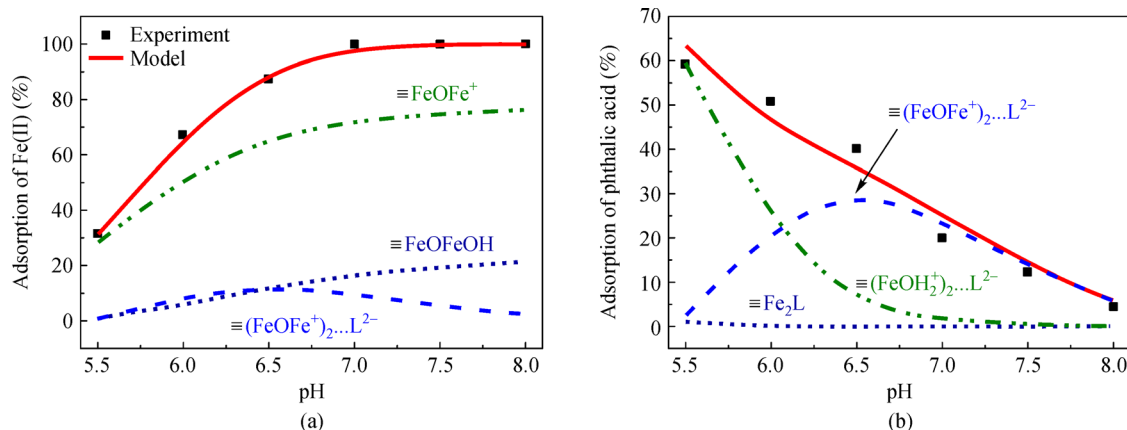 Adsorption of Fe(II) (%)
100
80
60
40
20
0
Experiment
Model
≡FeOFe⁺
≡FeOFeOH
≡(FeOFe⁺)₂...L²⁻
5.5 6.0 6.5 7.0 7.5 8.0
pH
(a)
Adsorption of phthalic acid (%)
70
60
50
40
30
20
10
0
≡(FeOFe⁺)₂...L²⁻
≡(FeOH₂⁺)₂...L²⁻
≡Fe₂L
5.5 6.0 6.5 7.0 7.5 8.0
pH
(b)